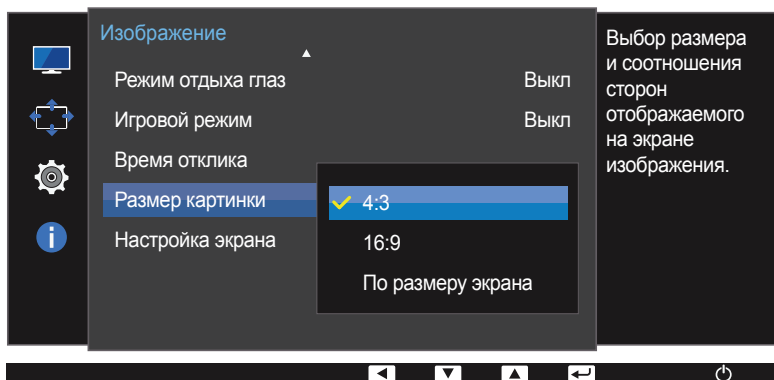 Изображение
Режим отдыха глаз Выкл
Игровой режим Выкл
Время отклика
Размер картинки 4:3
Настройка экрана 16:9
По размеру экрана
Выбор размера
и соотношения
сторон
отображаемого
на экране
изображения.